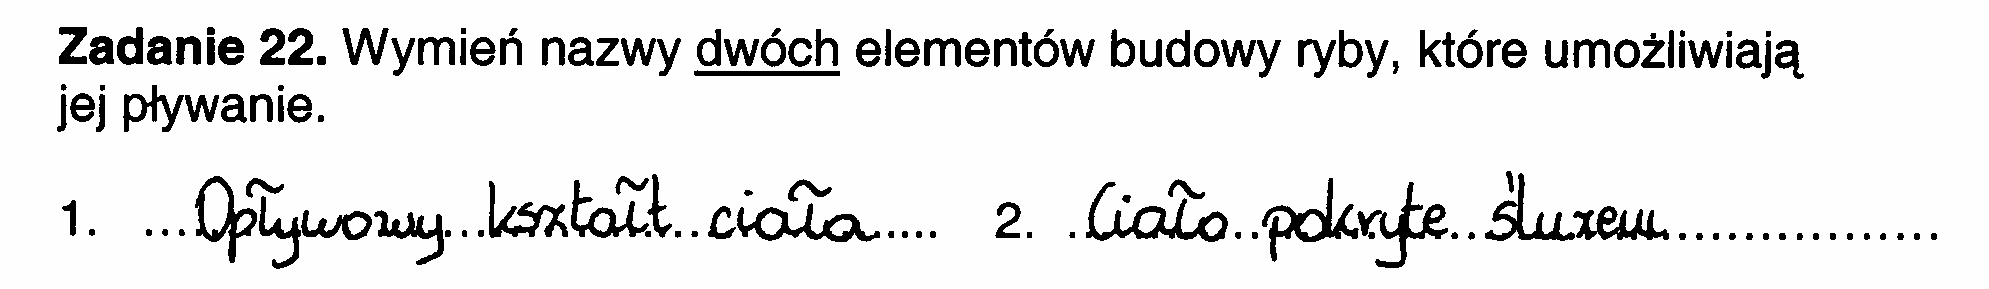 Zadanie 22. Wymień nazwy dwóch elementów budowy ryby, które umożliwiają
jej pływanie.
1. ...Opływowy...kształt..ciała..... 2. .Ciało..pokryte..śluzem.................